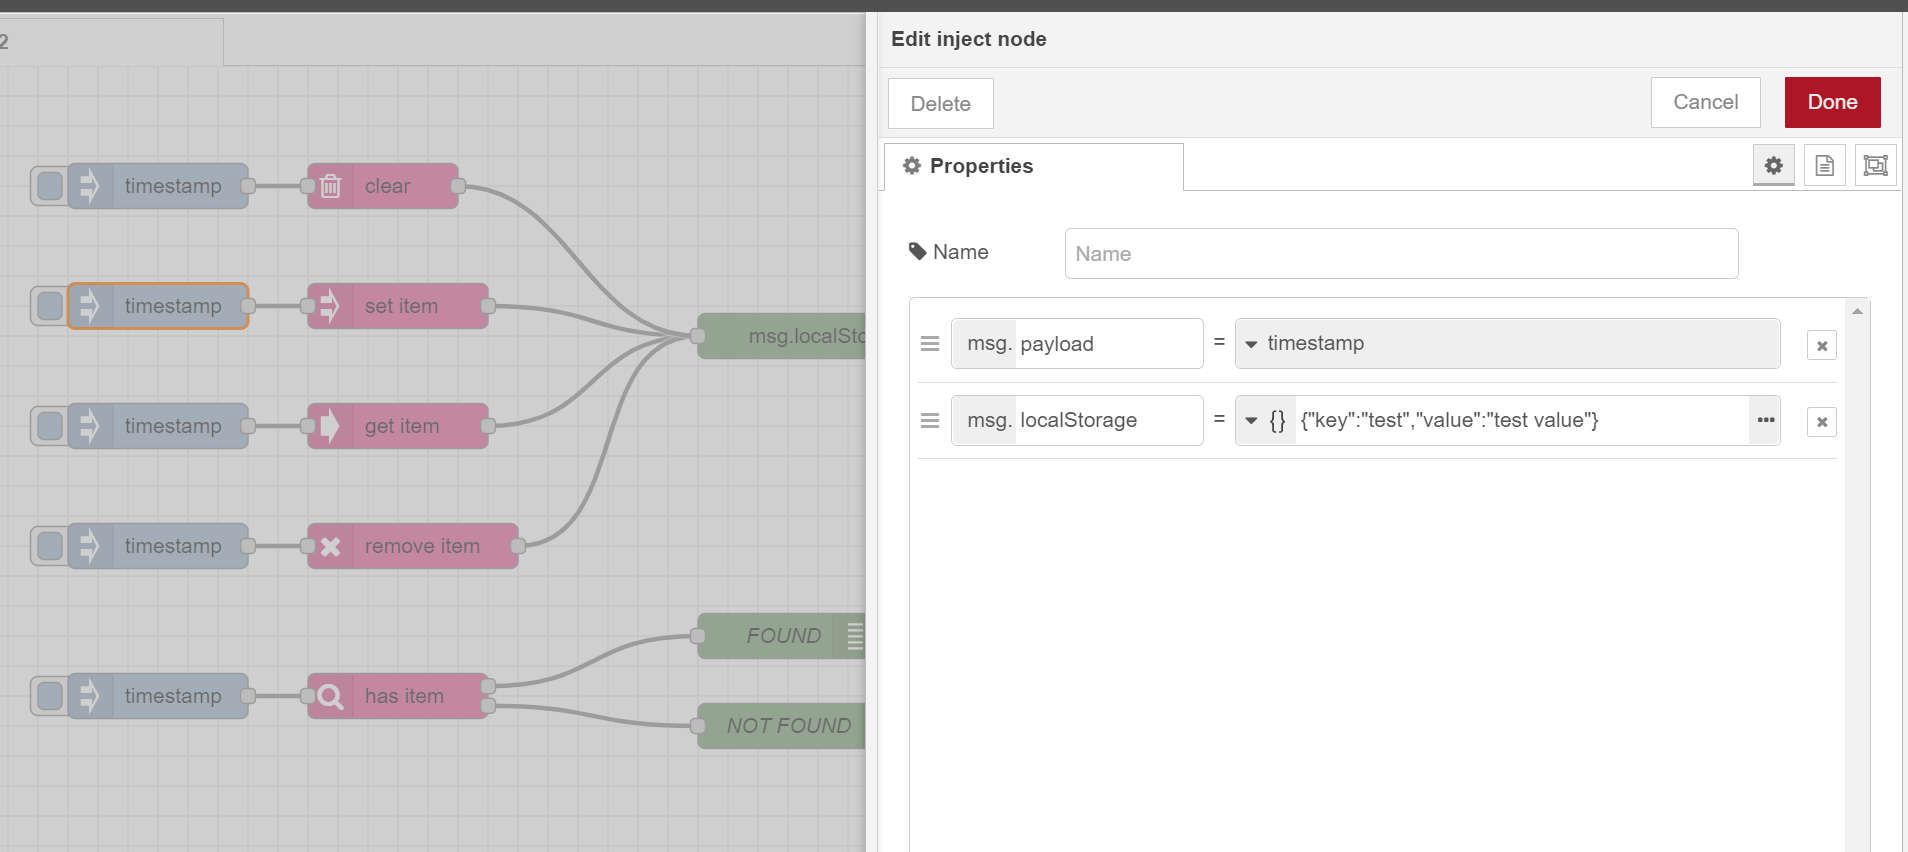 2
timestamp
clear
timestamp
set item
msg.localSto
timestamp
get item
timestamp
remove item
FOUND
timestamp
has item
NOT FOUND
Edit inject node
Delete
Cancel
Done
Properties
Name
Name
msg. payload = timestamp
msg. localStorage = {} {"key":"test","value":"test value"} •••